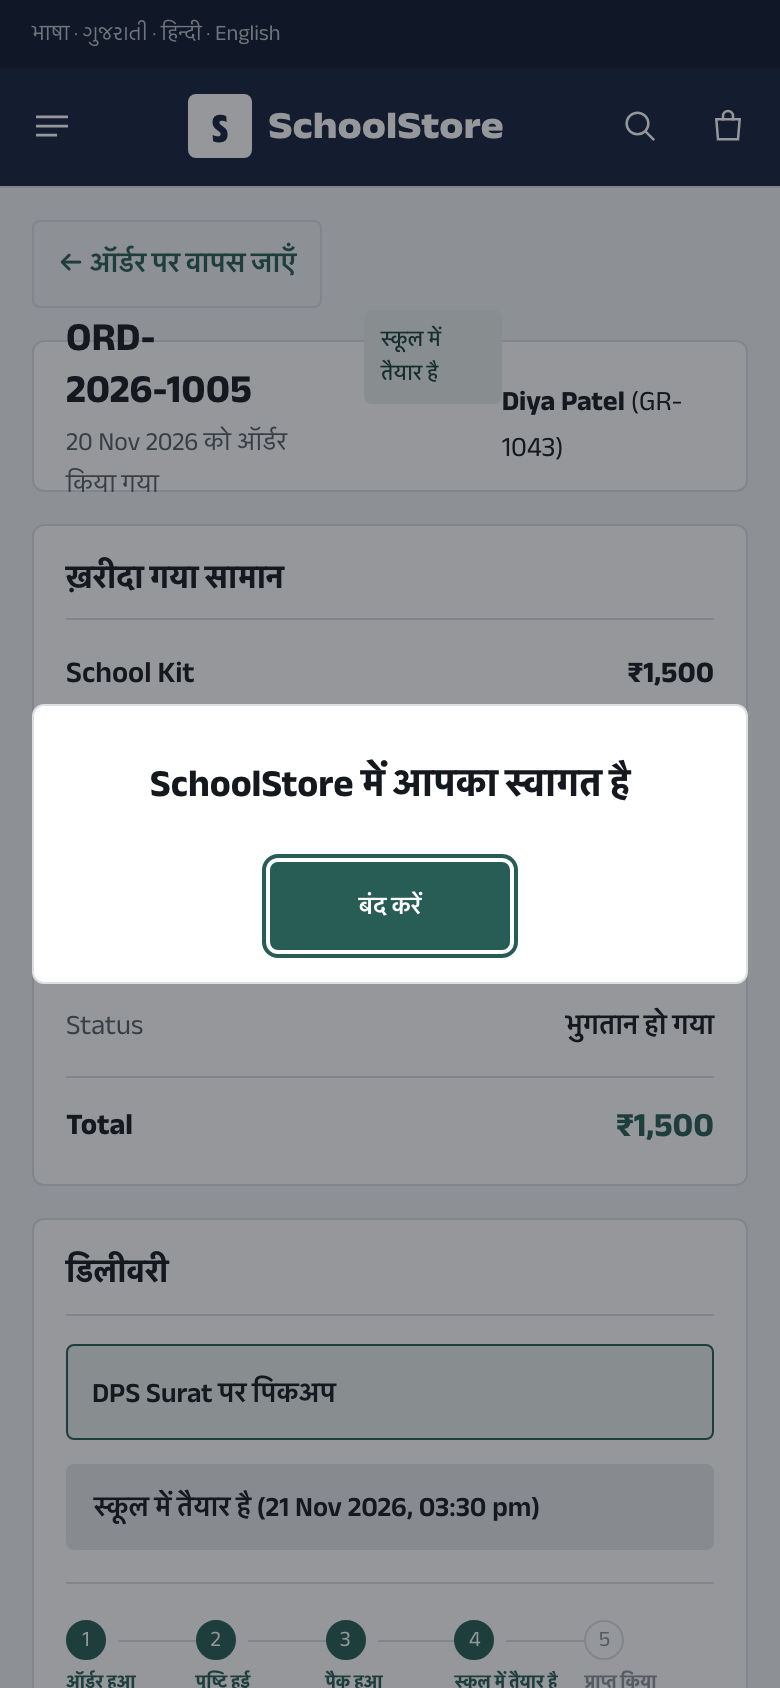 भाषा · ગુજરાતી · हिन्दी · English
S SchoolStore
← ऑर्डर पर वापस जाएँ
ORD-
2026-1005
20 Nov 2026 को ऑर्डर
किया गया
स्कूल में
तैयार है
Diya Patel (GR-
1043)
ख़रीदा गया सामान
School Kit ₹1,500
SchoolStore में आपका स्वागत है
बंद करें
Status भुगतान हो गया
Total ₹1,500
डिलीवरी
DPS Surat पर पिकअप
स्कूल में तैयार है (21 Nov 2026, 03:30 pm)
1 2 3 4 5
ऑर्डर हुआ पुष्टि हुई पैक हुआ स्कूल में तैयार है प्राप्त किया